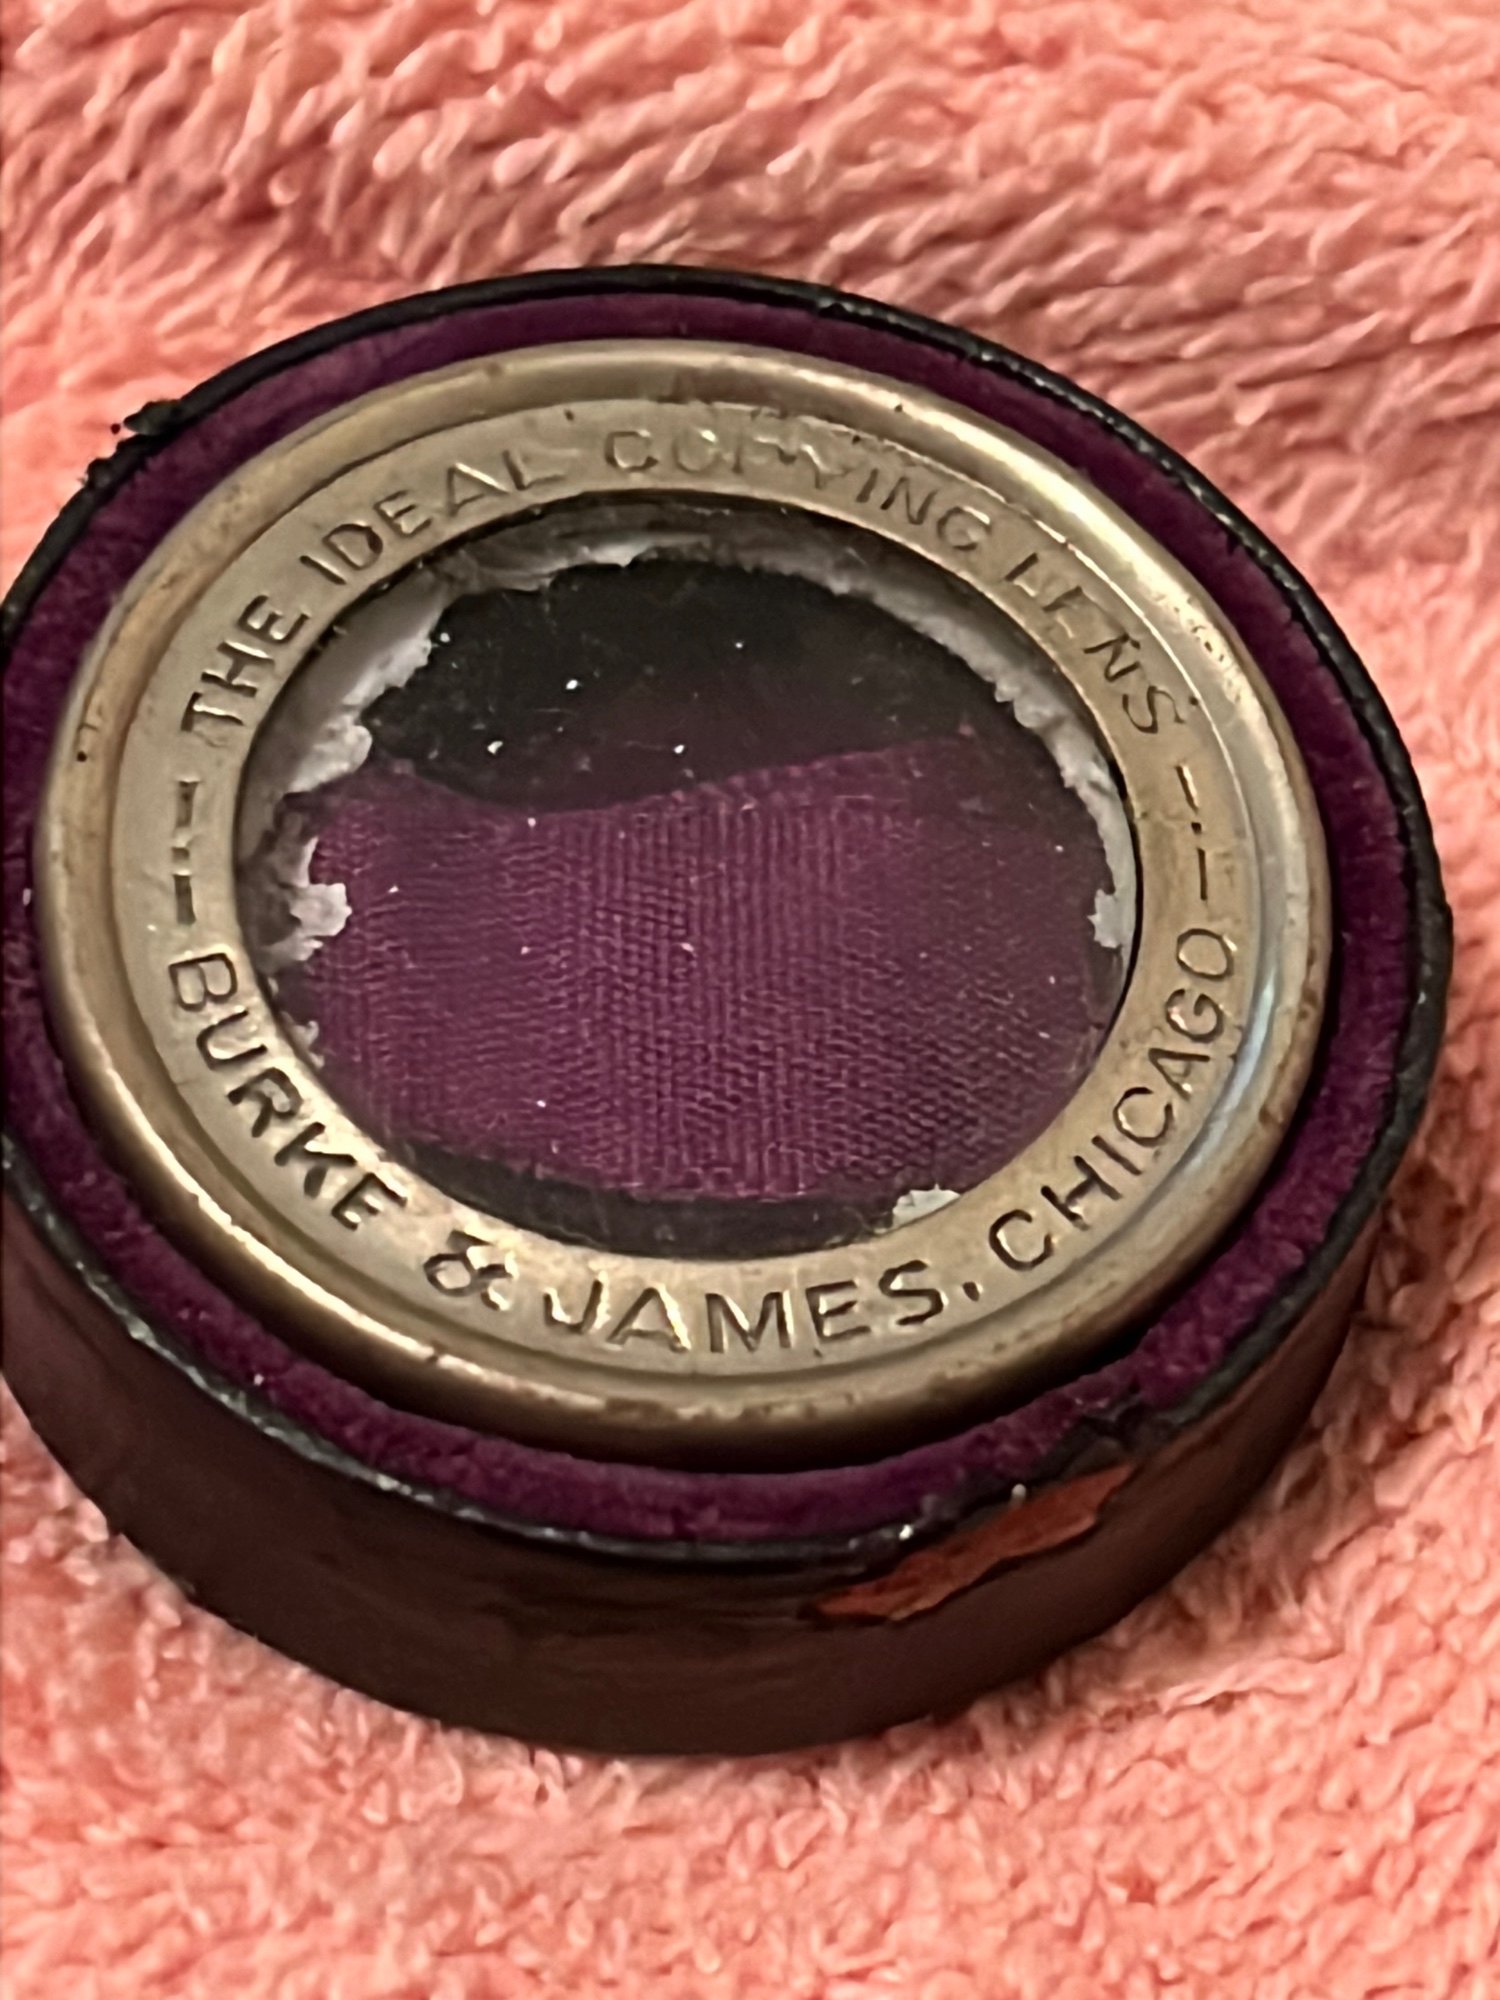 THE IDEAL COPYING LENS
BURKE & JAMES. CHICAGO